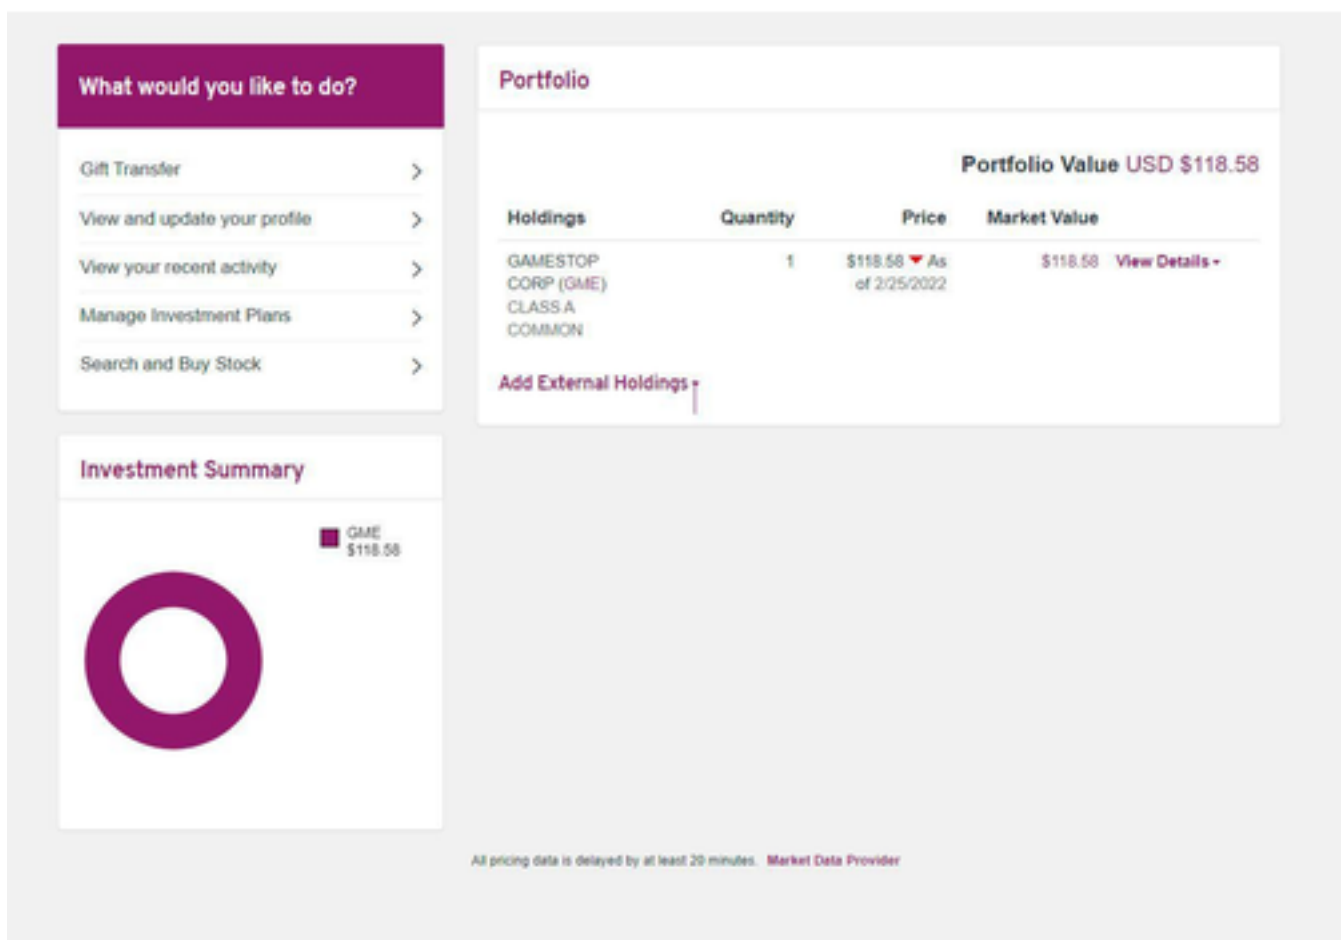 What would you like to do?
Gift Transfer
View and update your profile
View your recent activity
Manage Investment Plans
Search and Buy Stock
Portfolio
Portfolio Value USD $118.58
Holdings Quantity Price Market Value
GAMESTOP 1 $118.58 As $118.58 View Details
CORP (GME) of 2/25/2022
CLASS A
COMMON
Add External Holdings
Investment Summary
GME
$118.58
All pricing data is delayed by at least 20 minutes. Market Data Provider